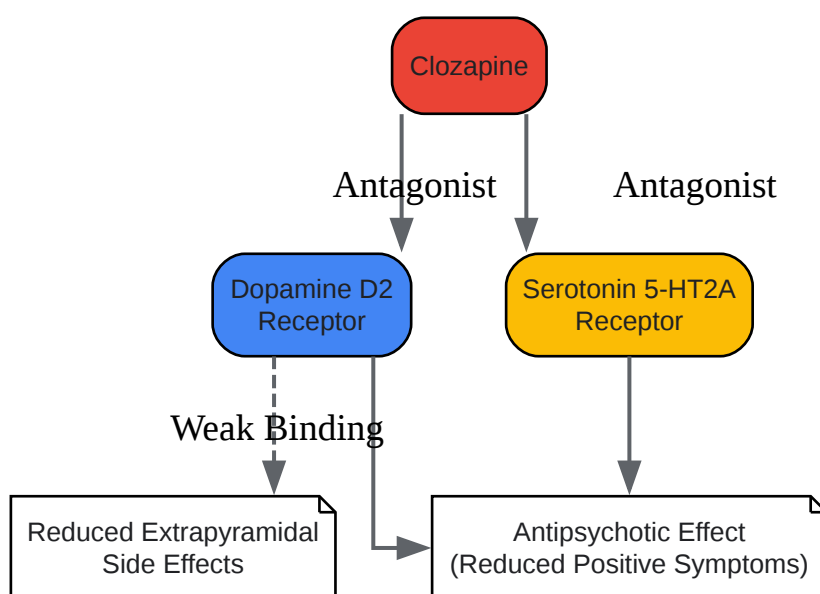 Clozapine
Antagonist
Antagonist
Dopamine D2
Receptor
Serotonin 5-HT2A
Receptor
Weak Binding
Reduced Extrapyramidal
Side Effects
Antipsychotic Effect
(Reduced Positive Symptoms)